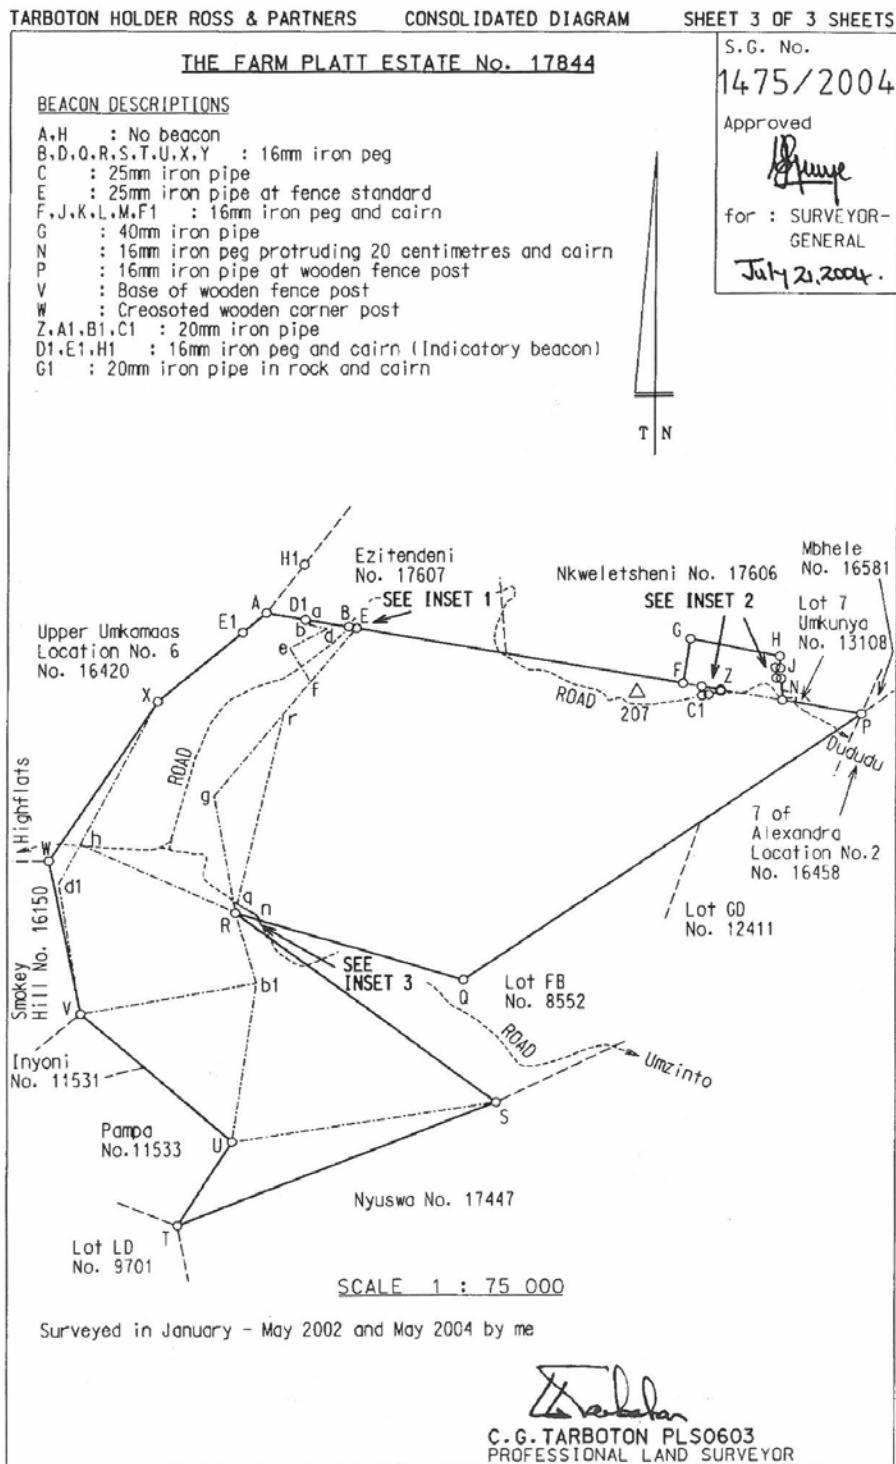 TARBOTON HOLDER ROSS & PARTNERS CONSOLIDATED DIAGRAM SHEET 3 OF 3 SHEETS
THE FARM PLATT ESTATE No. 17844
S.G. No.
1475/2004
Approved
for : SURVEYOR-
GENERAL
July 21, 2004.
BEACON DESCRIPTIONS
A,H : No beacon
B,D,Q,R,S,T,U,X,Y : 16mm iron peg
C : 25mm iron pipe
E : 25mm iron pipe at fence standard
F,J,K,L,M,F1 : 16mm iron peg and cairn
G : 40mm iron pipe
N : 16mm iron peg protruding 20 centimetres and cairn
P : 16mm iron pipe at wooden fence post
V : Base of wooden fence post
W : Creosoted wooden corner post
Z,A1,B1,C1 : 20mm iron pipe
D1,E1,H1 : 16mm iron peg and cairn (Indicatory beacon)
G1 : 20mm iron pipe in rock and cairn
T N
H1
Ezitendeni
No. 17607
SEE INSET 1
Nkweletsheni No. 17606
SEE INSET 2
Mbhele
No. 16581
Lot 7
Umkunya
No. 13108
A
D1
a
B
E
b
d
E1
e
f
Upper Umkomaas
Location No. 6
No. 16420
G
H
J
F
Z
N
K
C1
207
ROAD
P
Dududu
X
r
ROAD
g
Highflats
W
h
d1
7 of
Alexandra
Location No.2
No. 16458
Lot GD
No. 12411
q
n
R
SEE
INSET 3
Smokey
Hill No. 16150
b1
Q
Lot FB
No. 8552
V
ROAD
Umzinto
Inyoni
No. 11531
S
Pampa
No.11533
U
Nyuswa No. 17447
T
Lot LD
No. 9701
SCALE 1 : 75 000
Surveyed in January - May 2002 and May 2004 by me
C.G.TARBOTON PLS0603
PROFESSIONAL LAND SURVEYOR